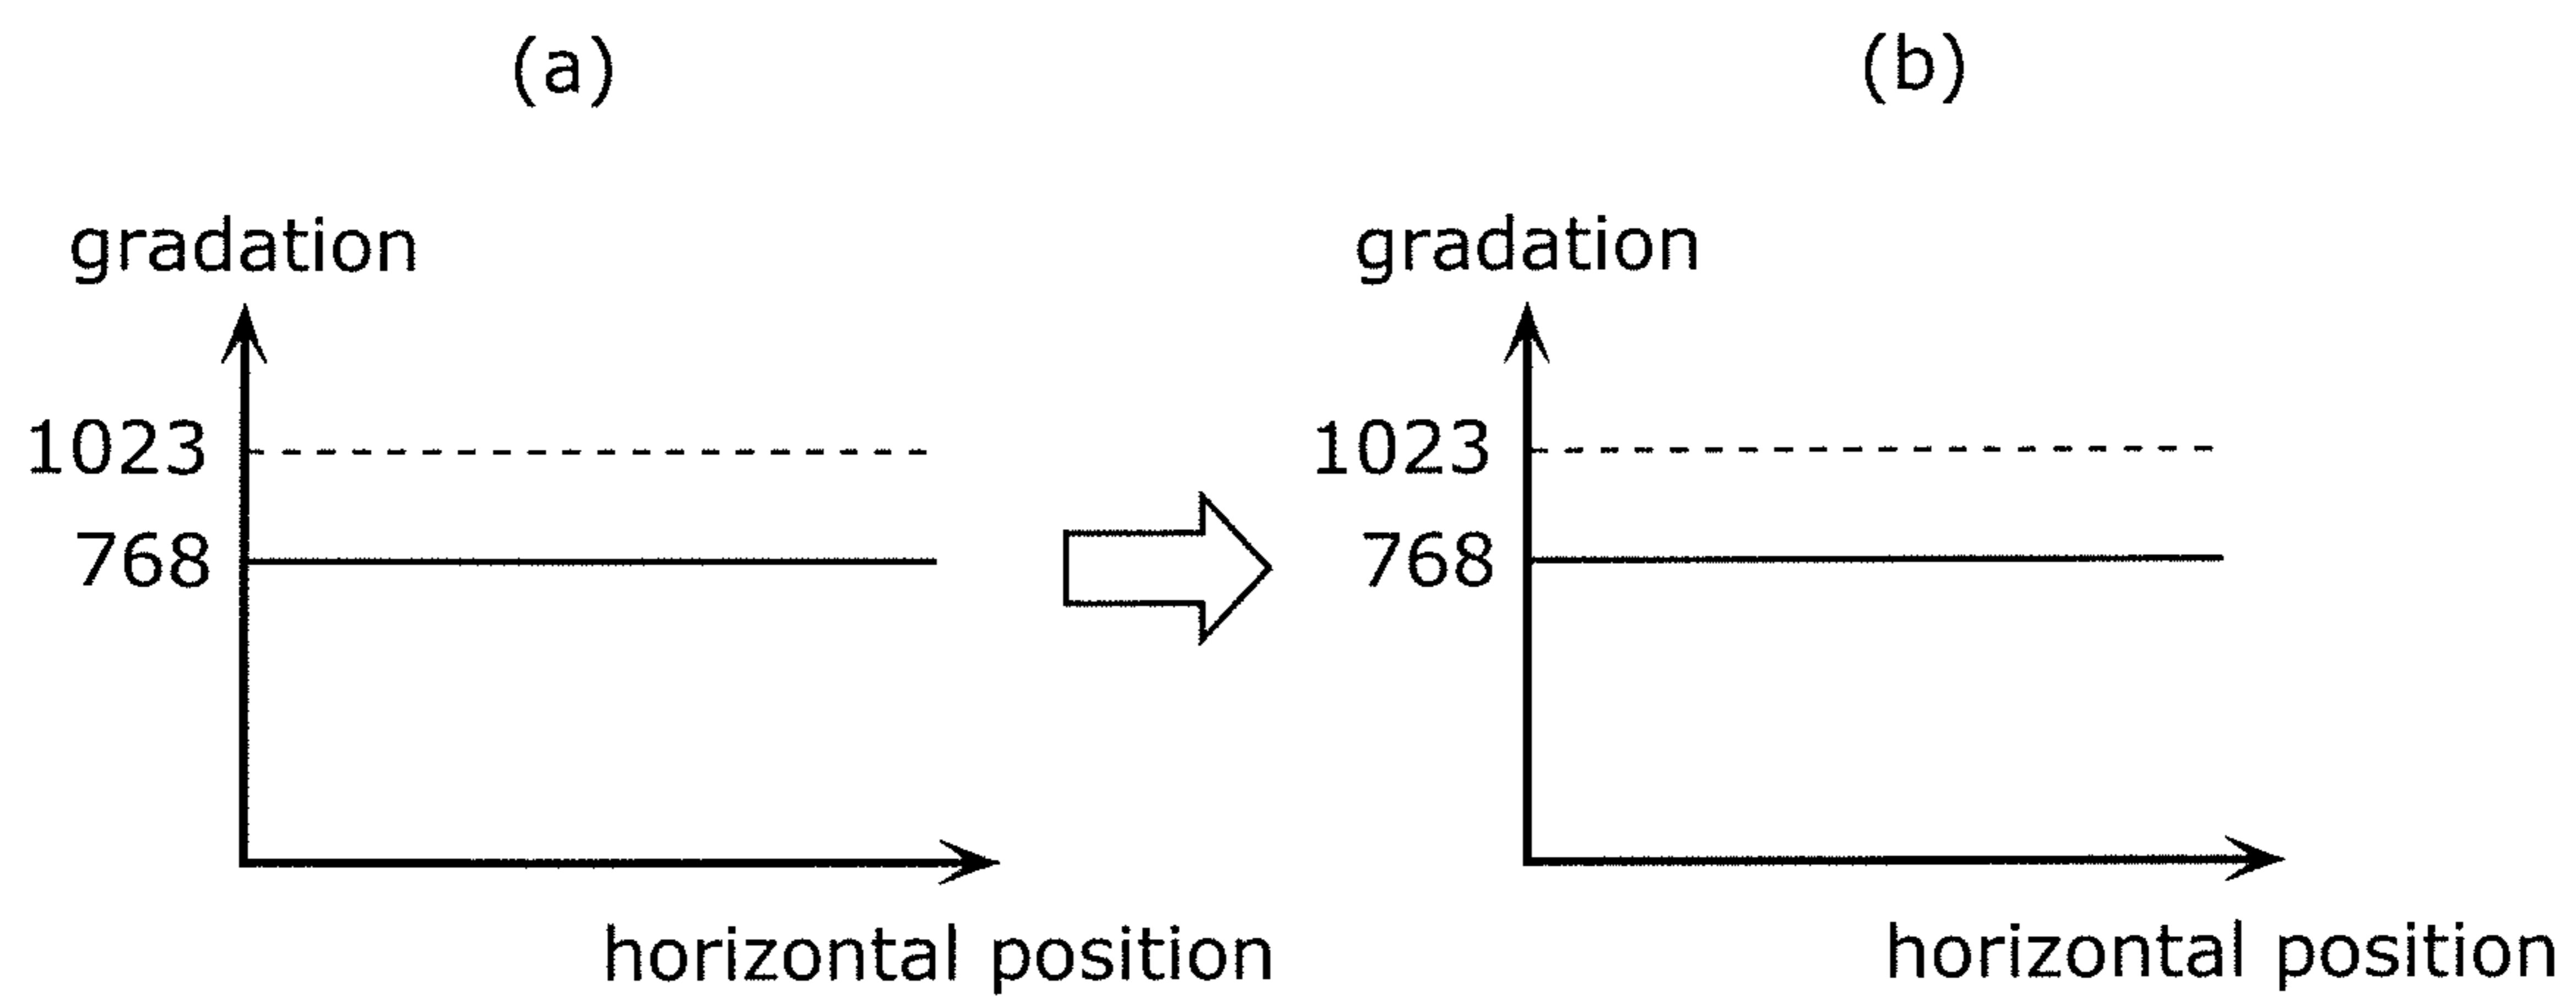 (a)
gradation
1023
768
horizontal position
(b)
gradation
1023
768
horizontal position